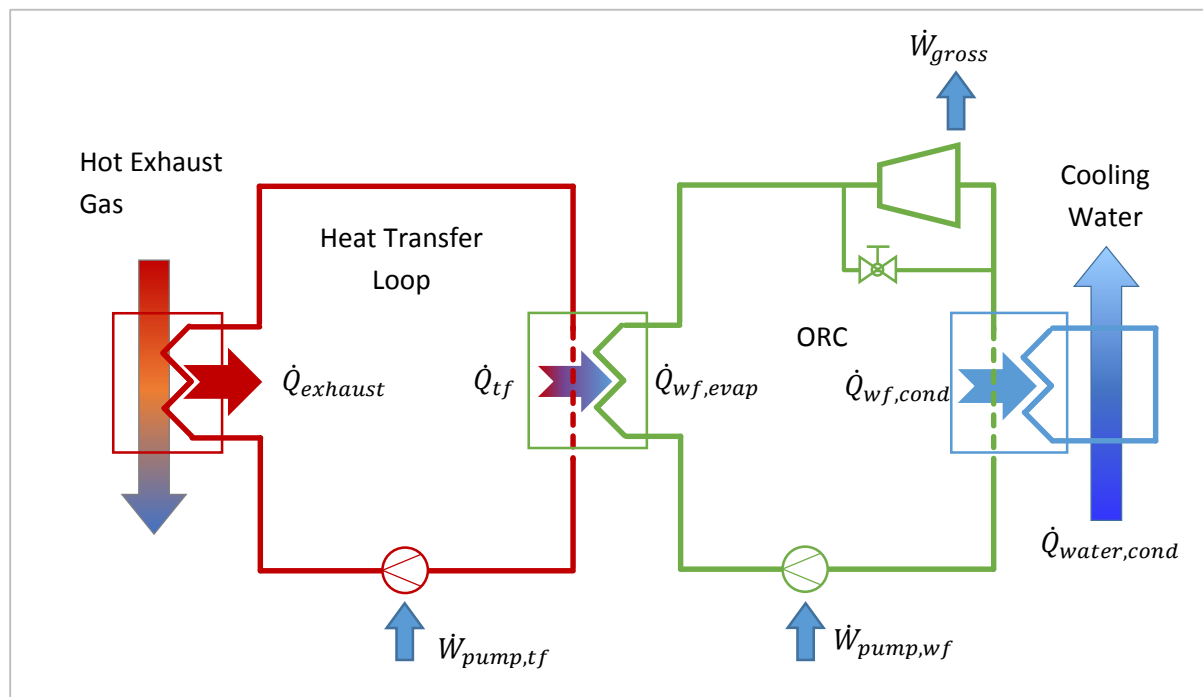 Ẇ_gross
Hot Exhaust
Gas
Cooling
Water
Heat Transfer
Loop
ORC
Q̇_exhaust
Q̇_tf
Q̇_wf,evap
Q̇_wf,cond
Q̇_water,cond
Ẇ_pump,tf
Ẇ_pump,wf